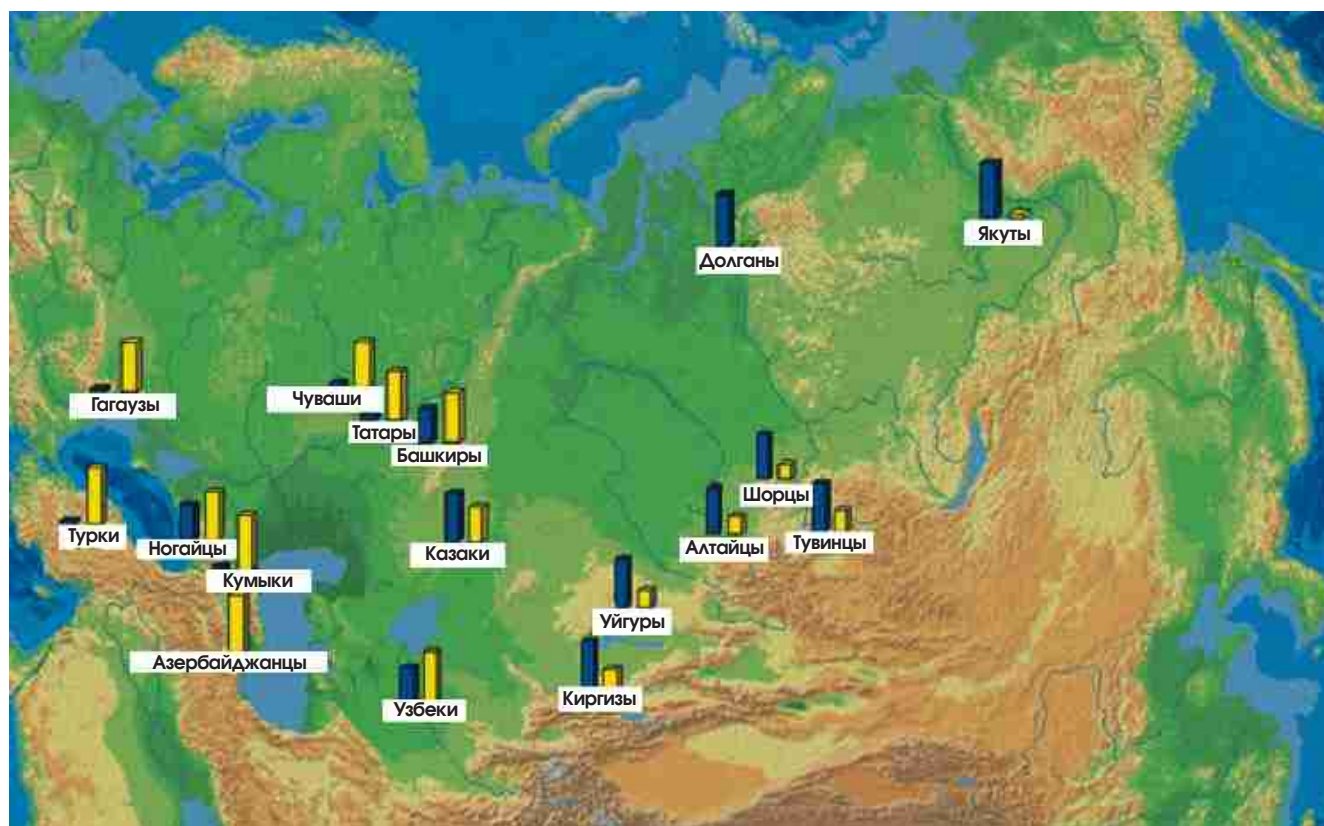 Якуты
Долганы
Чуваши
Гагаузы
Татары
Башкиры
Шорцы
Турки
Ногайцы
Казаки
Алтайцы
Тувинцы
Кумыки
Уйгуры
Азербайджанцы
Киргизы
Узбеки